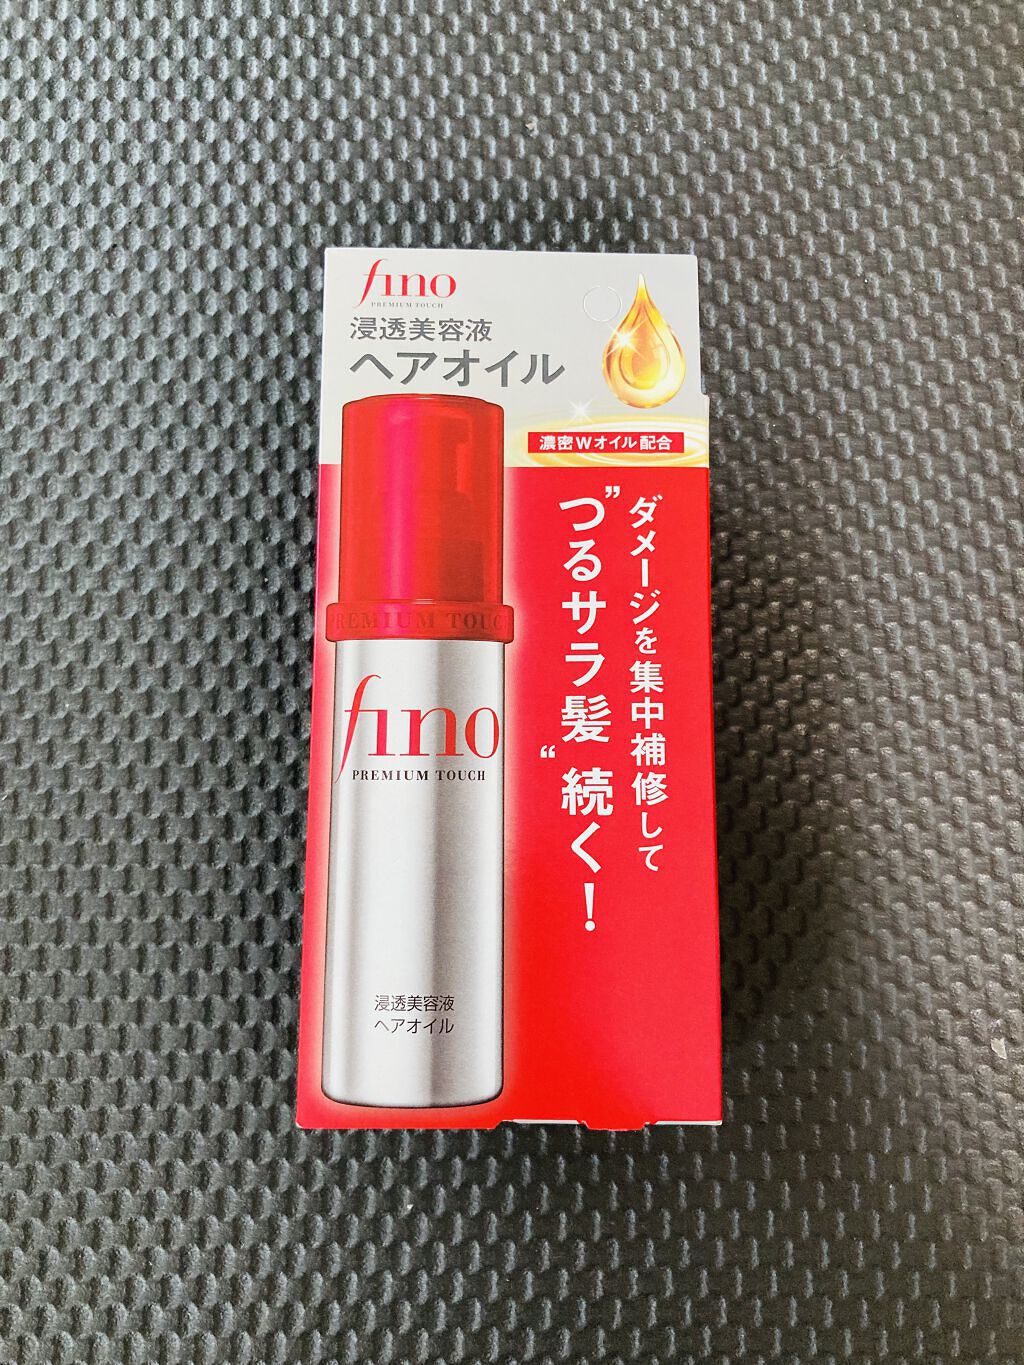 fino
PREMIUM TOUCH
浸透美容液
ヘアオイル
濃密Wオイル配合
ダメージを集中補修して
"つるサラ髪"続く!
PREMIUM TOUC
fino
PREMIUM TOUCH
浸透美容液
ヘアオイル